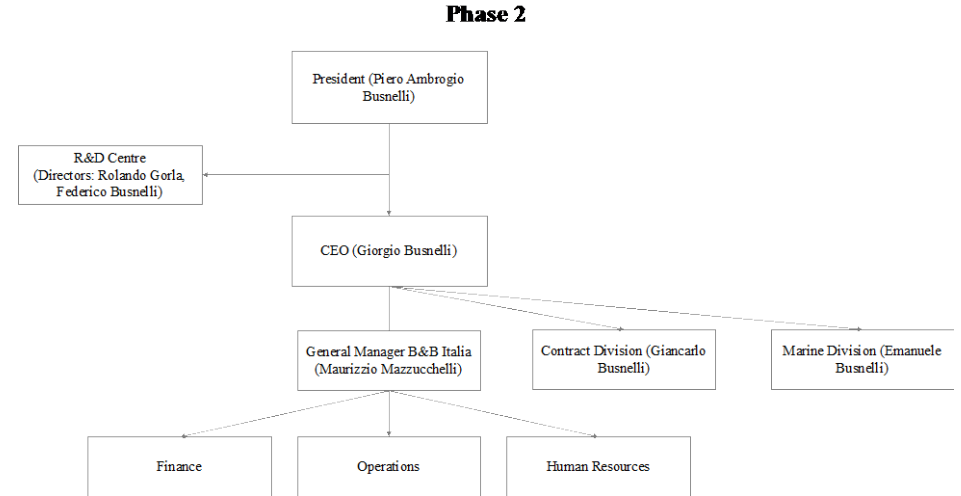 Phase 2
President (Piero Ambrogio
Busnelli)
R&D Centre
(Directors: Rolando Gorla,
Federico Busnelli)
CEO (Giorgio Busnelli)
General Manager B&B Italia
(Maurizzio Mazzucchelli)
Contract Division (Giancarlo
Busnelli)
Marine Division (Emanuele
Busnelli)
Finance
Operations
Human Resources